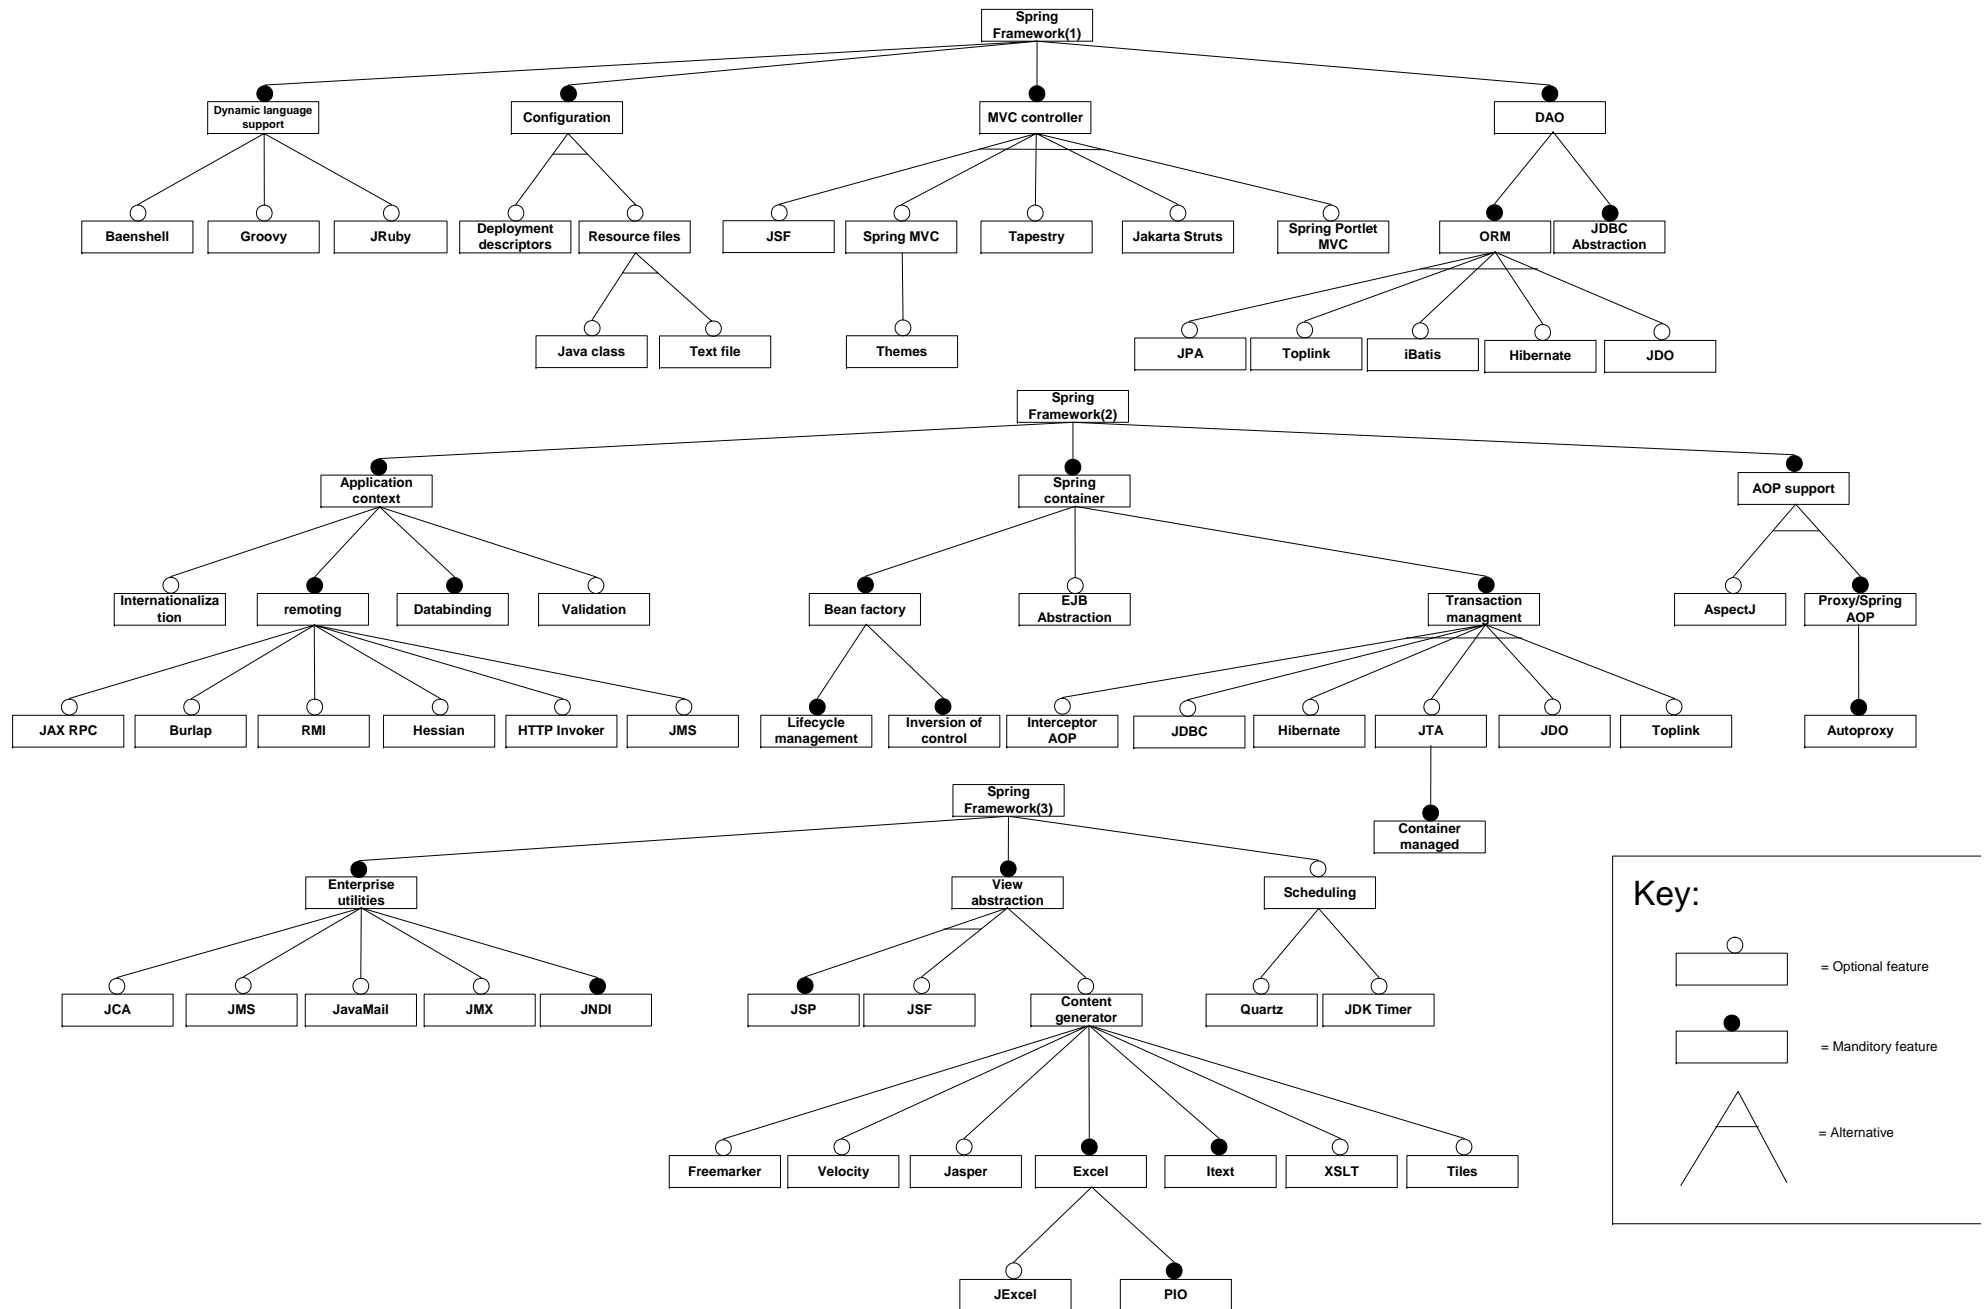 Spring
Framework(1)
Dynamic language
support
Configuration
MVC controller
DAO
Baenshell
Groovy
JRuby
Deployment
descriptors
Resource files
JSF
Spring MVC
Tapestry
Jakarta Struts
Spring Portlet
MVC
ORM
JDBC
Abstraction
Java class
Text file
Themes
JPA
Toplink
iBatis
Hibernate
JDO
Spring
Framework(2)
Application
context
Spring
container
AOP support
Internationaliza
tion
remoting
Databinding
Validation
Bean factory
EJB
Abstraction
Transaction
managment
AspectJ
Proxy/Spring
AOP
JAX RPC
Burlap
RMI
Hessian
HTTP Invoker
JMS
Lifecycle
management
Inversion of
control
Interceptor
AOP
JDBC
Hibernate
JTA
JDO
Toplink
Autoproxy
Spring
Framework(3)
Container
managed
Enterprise
utilities
View
abstraction
Scheduling
JCA
JMS
JavaMail
JMX
JNDI
JSP
JSF
Content
generator
Quartz
JDK Timer
Freemarker
Velocity
Jasper
Excel
Itext
XSLT
Tiles
JExcel
PIO
Key:
= Optional feature
= Manditory feature
= Alternative